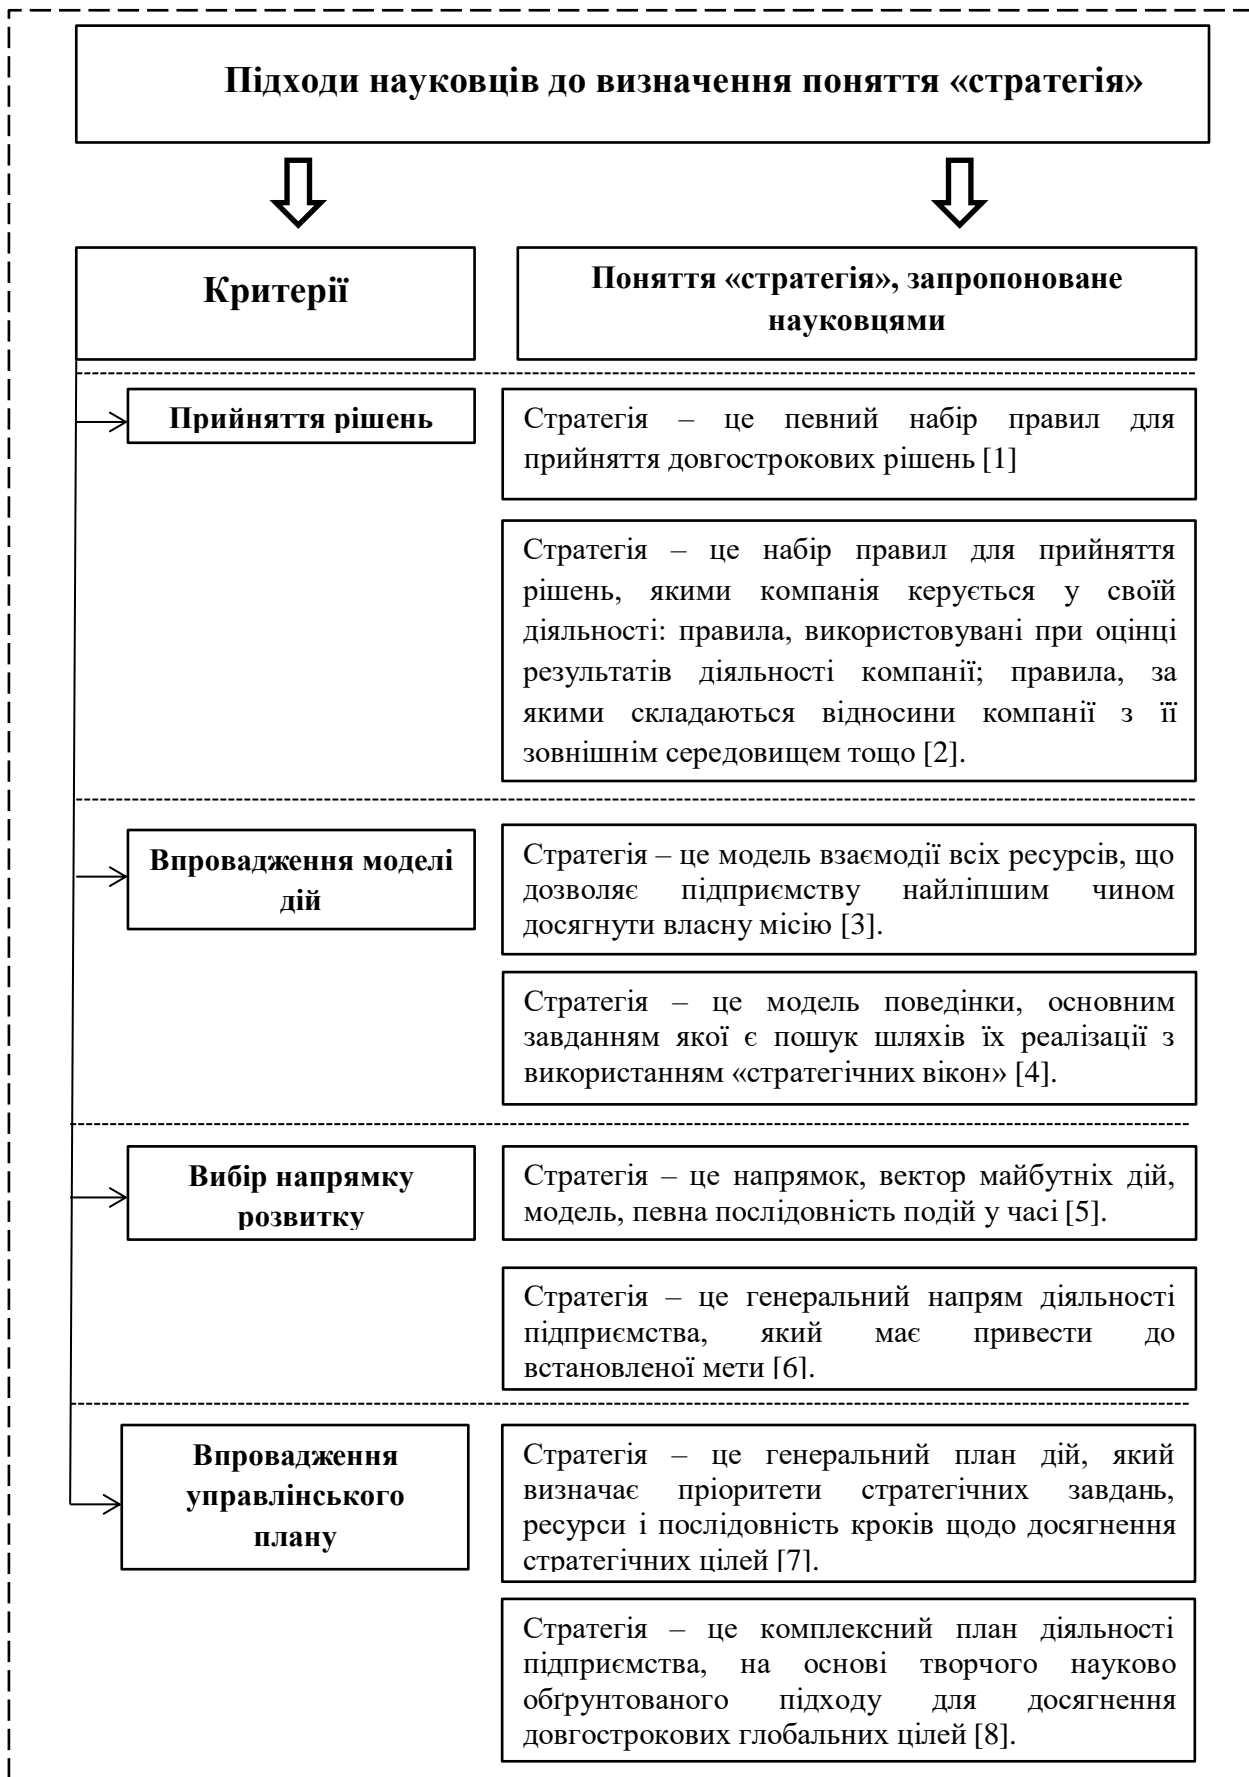 Підходи науковців до визначення поняття «стратегія»
Критерії
Поняття «стратегія», запропоноване
науковцями
Прийняття рішень
Стратегія – це певний набір правил для
прийняття довгострокових рішень [1]
Стратегія – це набір правил для прийняття
рішень, якими компанія керується у своїй
діяльності: правила, використовувані при оцінці
результатів діяльності компанії; правила, за
якими складаються відносини компанії з її
зовнішнім середовищем тощо [2].
Впровадження моделі
дій
Стратегія – це модель взаємодії всіх ресурсів, що
дозволяє підприємству найліпшим чином
досягнути власну місію [3].
Стратегія – це модель поведінки, основним
завданням якої є пошук шляхів їх реалізації з
використанням «стратегічних вікон» [4].
Вибір напрямку
розвитку
Стратегія – це напрямок, вектор майбутніх дій,
модель, певна послідовність подій у часі [5].
Стратегія – це генеральний напрям діяльності
підприємства, який має привести до
встановленої мети [6].
Впровадження
управлінського
плану
Стратегія – це генеральний план дій, який
визначає пріоритети стратегічних завдань,
ресурси і послідовність кроків щодо досягнення
стратегічних цілей [7].
Стратегія – це комплексний план діяльності
підприємства, на основі творчого науково
обґрунтованого підходу для досягнення
довгострокових глобальних цілей [8].